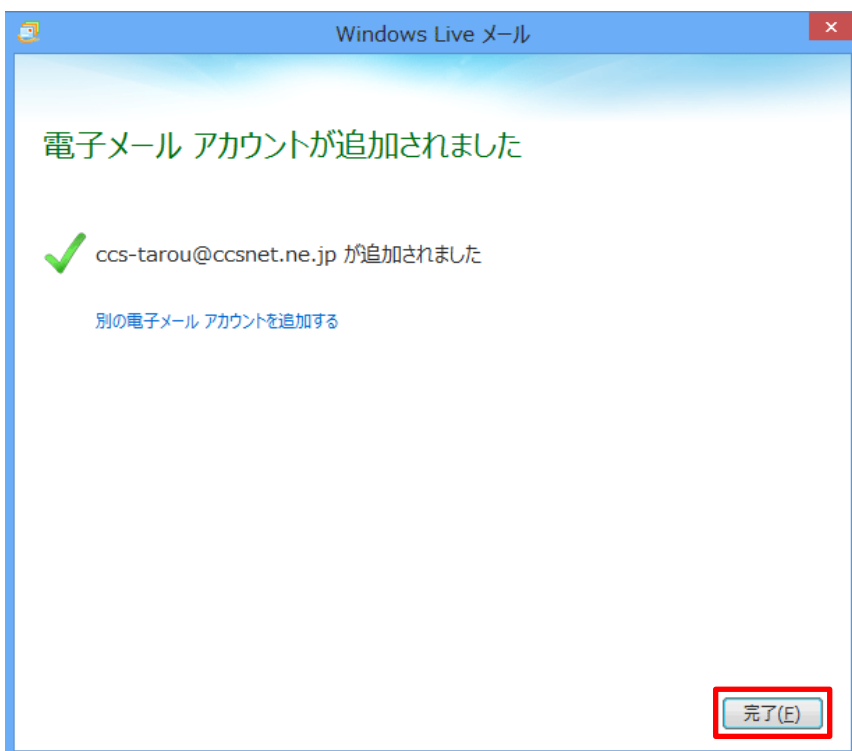 Windows Live メール
電子メール アカウントが追加されました
ccs-tarou@ccsnet.ne.jp が追加されました
別の電子メール アカウントを追加する
完了(F)